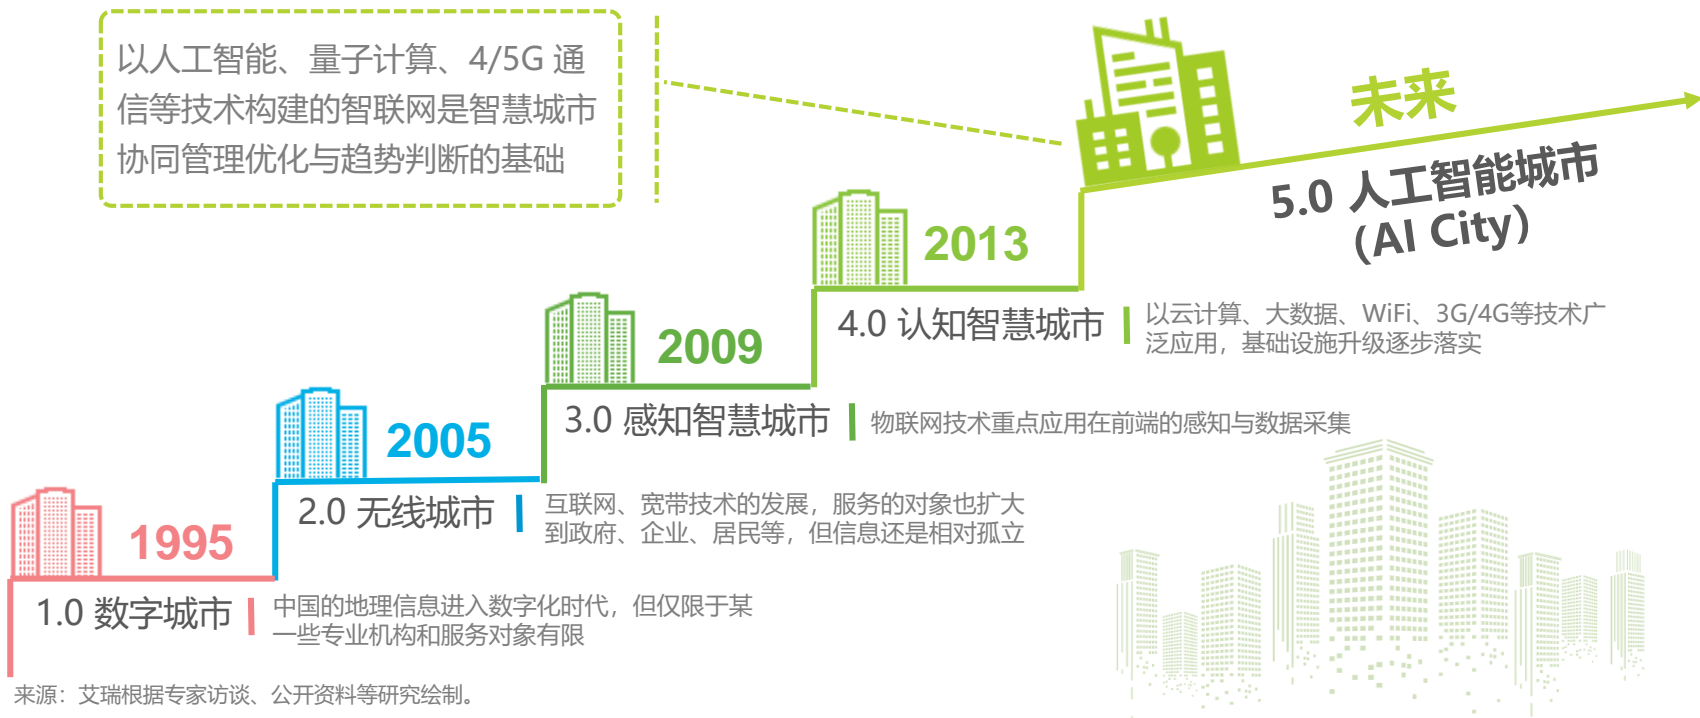 以人工智能、量子计算、4/5G 通
信等技术构建的智联网是智慧城市
协同管理优化与趋势判断的基础
未来
5.0 人工智能城市
(AI City)
2013
4.0 认知智慧城市
以云计算、大数据、WiFi、3G/4G等技术广
泛应用，基础设施升级逐步落实
2009
3.0 感知智慧城市
物联网技术重点应用在前端的感知与数据采集
2005
2.0 无线城市
互联网、宽带技术的发展，服务的对象也扩大
到政府、企业、居民等，但信息还是相对孤立
1995
1.0 数字城市
中国的地理信息进入数字化时代，但仅限于某
一些专业机构和服务对象有限
来源：艾瑞根据专家访谈、公开资料等研究绘制。